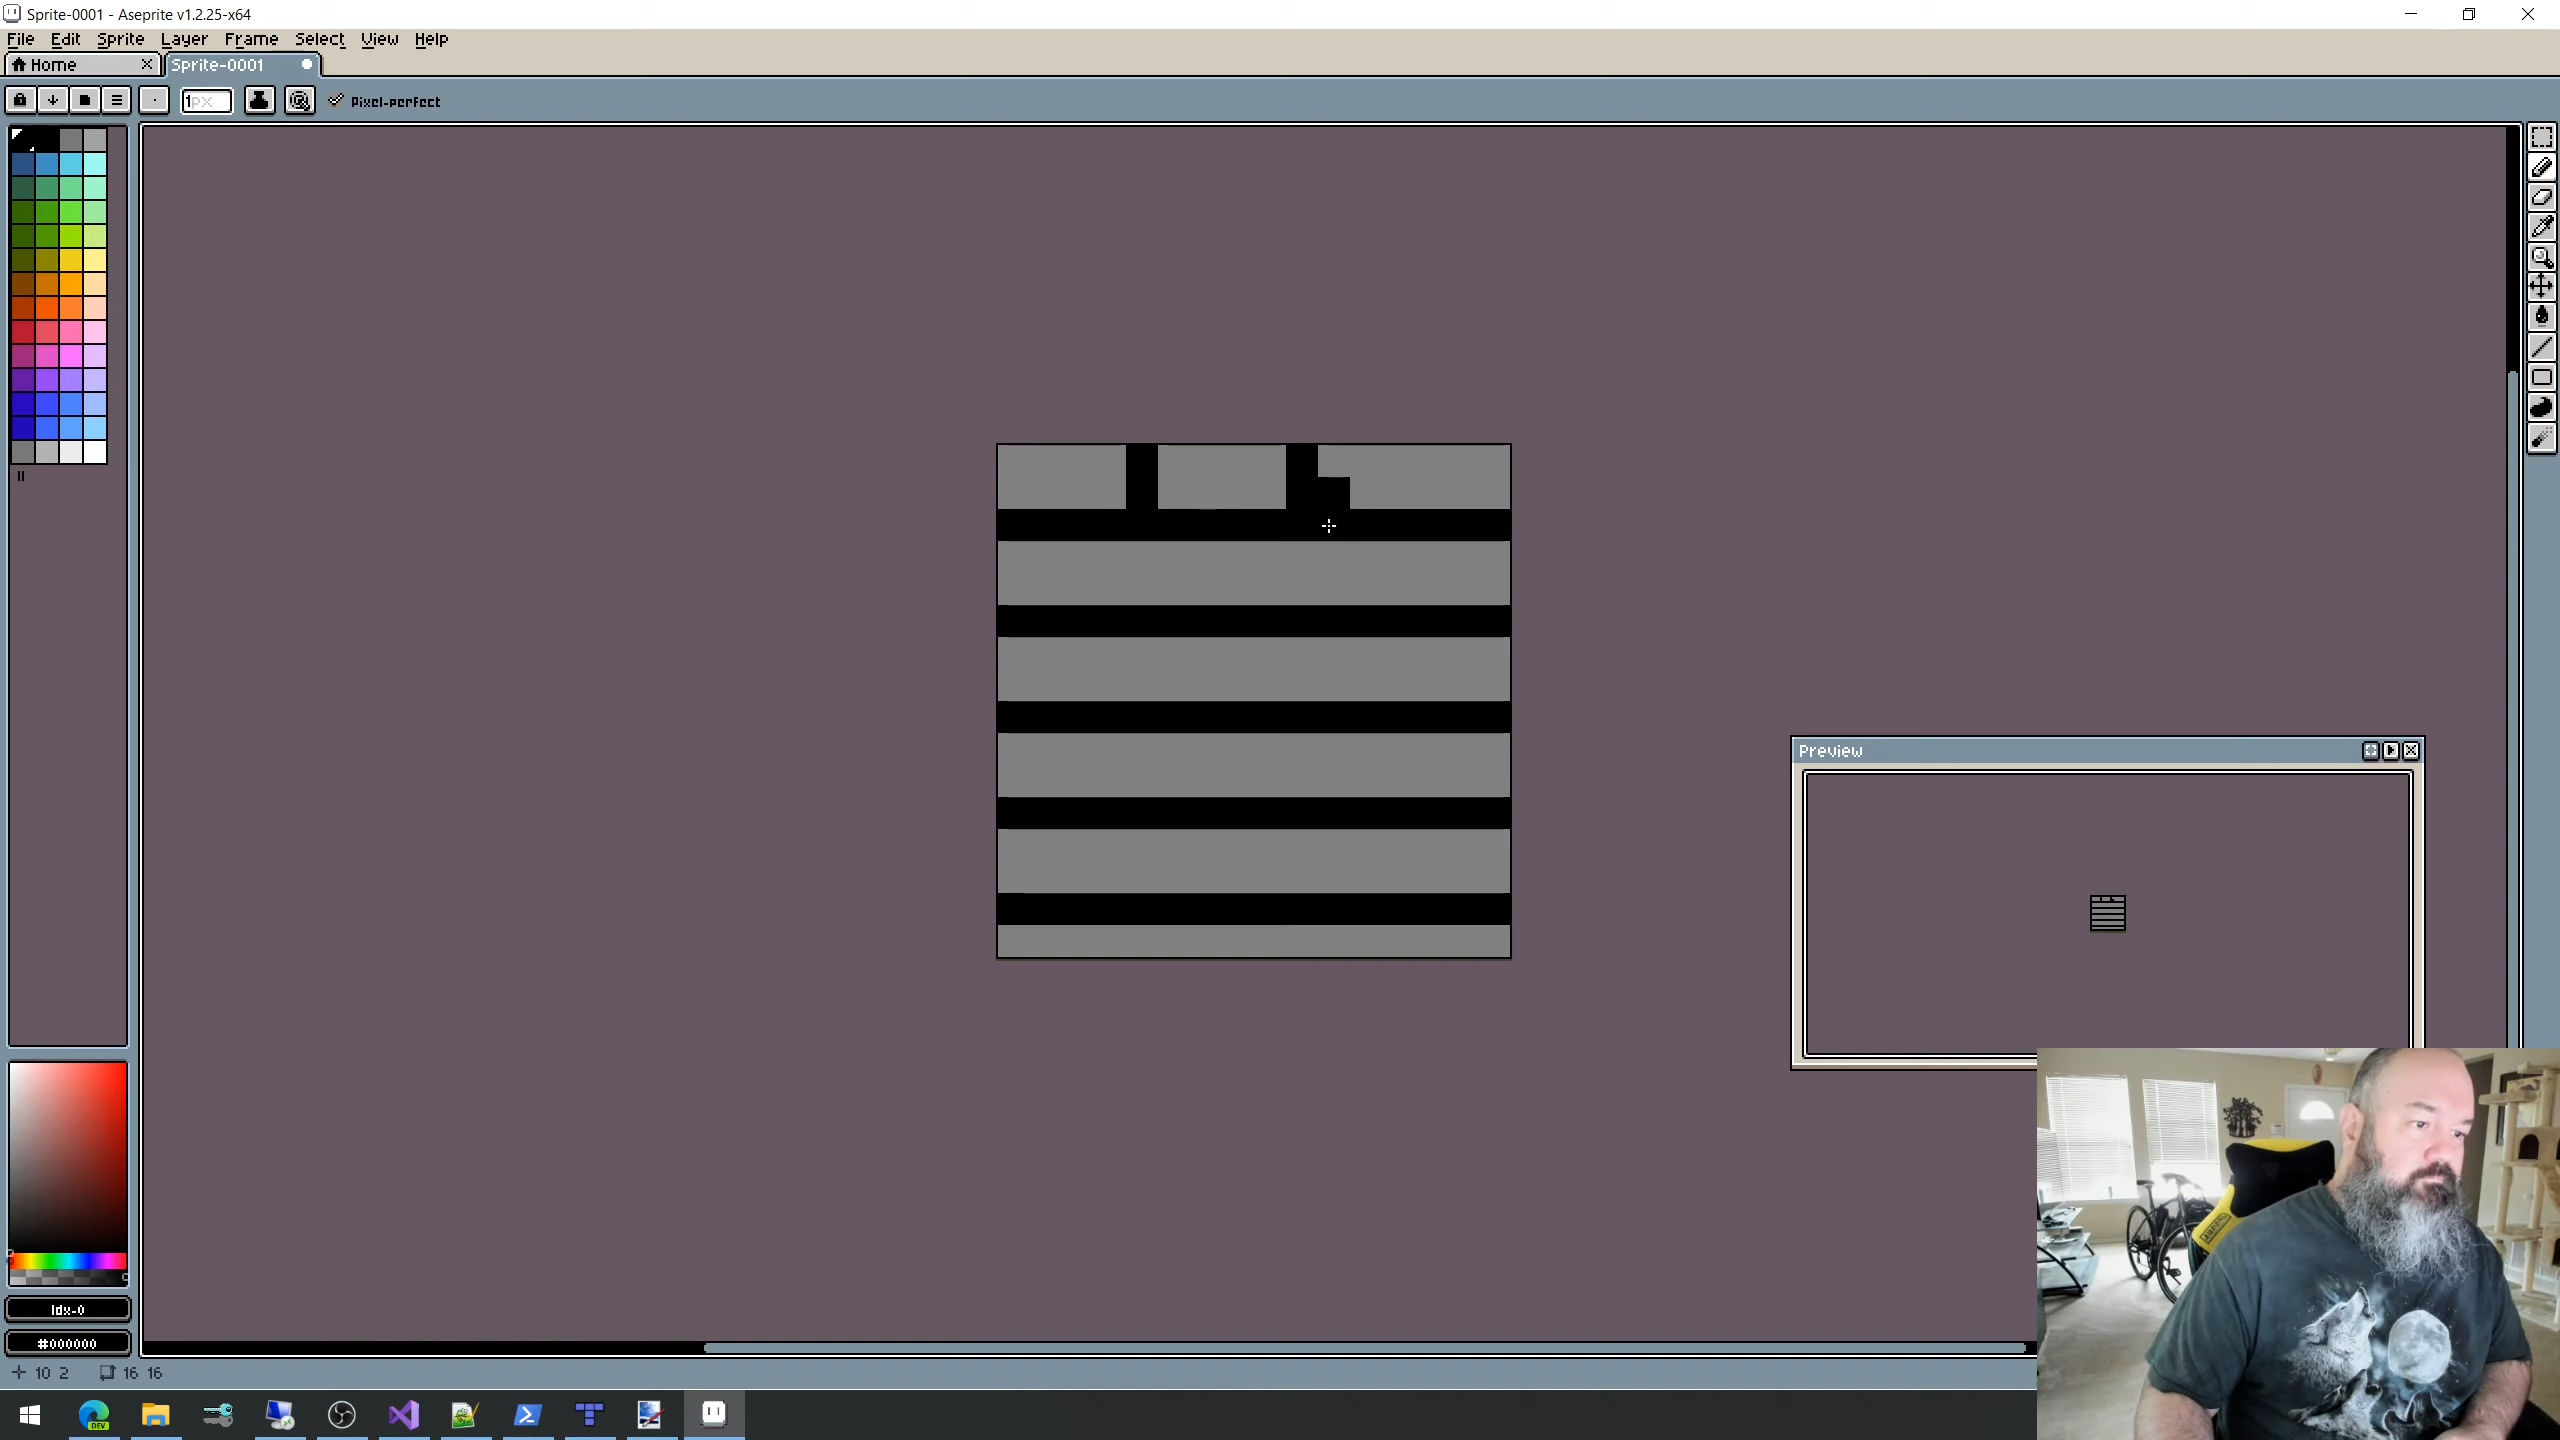 Sprite-0001 - Aseprite v1.2.25-x64
File Edit Sprite Layer Frame Select View Help
Home
Sprite-0001
1px
Pixel-perfect
Preview
Idx-0
#000000
10 2
16 16
DEV